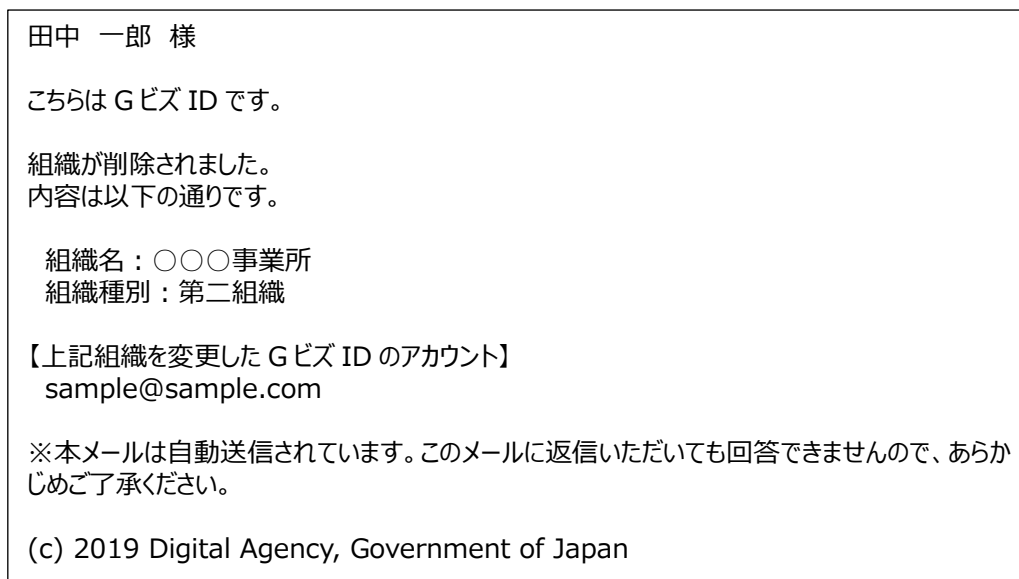 田中　一郎　様
こちらは G ビズ ID です。
組織が削除されました。
内容は以下の通りです。
組織名：○○○事業所
組織種別：第二組織
【上記組織を変更した G ビズ ID のアカウント】
sample@sample.com
※本メールは自動送信されています。このメールに返信いただいても回答できませんので、あらか
じめご了承ください。
(c) 2019 Digital Agency, Government of Japan